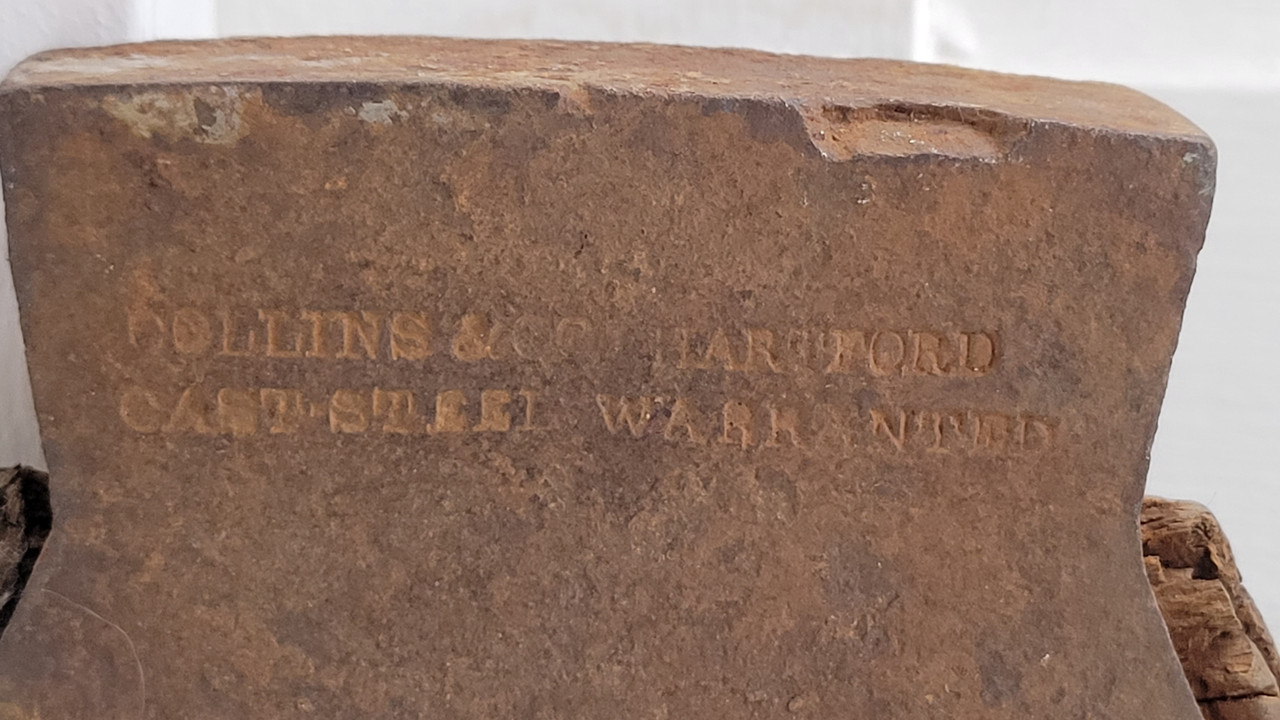 COLLINS & CO HARTFORD
CAST-STEEL WARRANTED